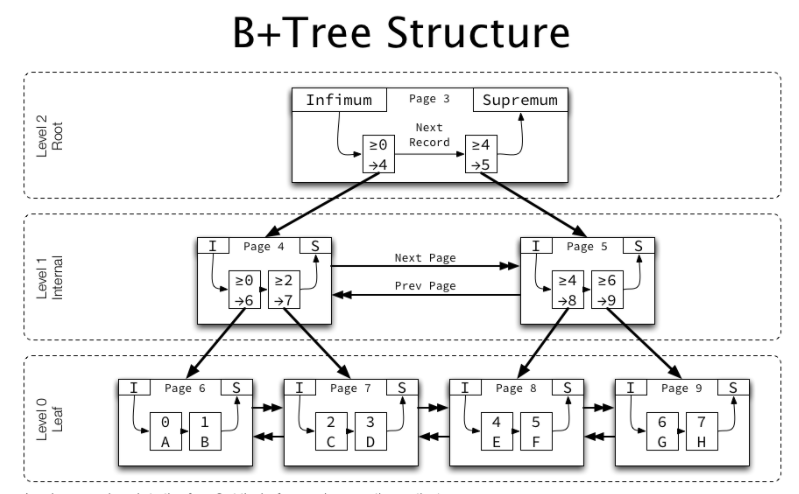 B+Tree Structure
Level 2
Root
Infimum
Page 3
Supremum
Next
Record
≥0
→4
≥4
→5
Level 1
Internal
I
Page 4
S
≥0
→6
≥2
→7
Next Page
Prev Page
I
Page 5
S
≥4
→8
≥6
→9
Level 0
Leaf
I
Page 6
S
0
A
1
B
I
Page 7
S
2
C
3
D
I
Page 8
S
4
E
5
F
I
Page 9
S
6
G
7
H